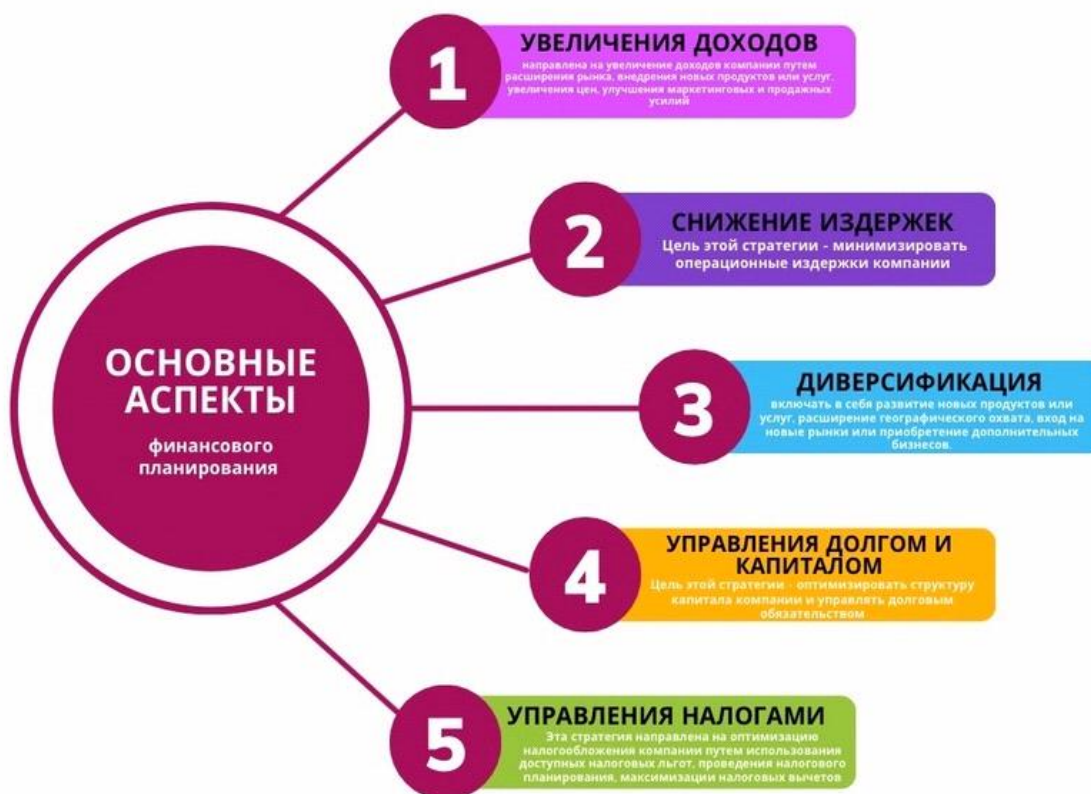 ОСНОВНЫЕ
АСПЕКТЫ
финансового
планирования
1
УВЕЛИЧЕНИЯ ДОХОДОВ
направлена на увеличение доходов компании путем
расширения рынка, внедрения новых продуктов или услуг,
увеличения цен, улучшения маркетинговых и продажных
усилий
2
СНИЖЕНИЕ ИЗДЕРЖЕК
Цель этой стратегии - минимизировать
операционные издержки компании
3
ДИВЕРСИФИКАЦИЯ
включать в себя развитие новых продуктов или
услуг, расширение географического охвата, вход на
новые рынки или приобретение дополнительных
бизнесов.
4
УПРАВЛЕНИЯ ДОЛГОМ И
КАПИТАЛОМ
Цель этой стратегии - оптимизировать структуру
капитала компании и управлять долговым
обязательством
5
УПРАВЛЕНИЯ НАЛОГАМИ
Эта стратегия направлена на оптимизацию
налогообложения компании путем использования
доступных налоговых льгот, проведения налогового
планирования, максимизации налоговых вычетов